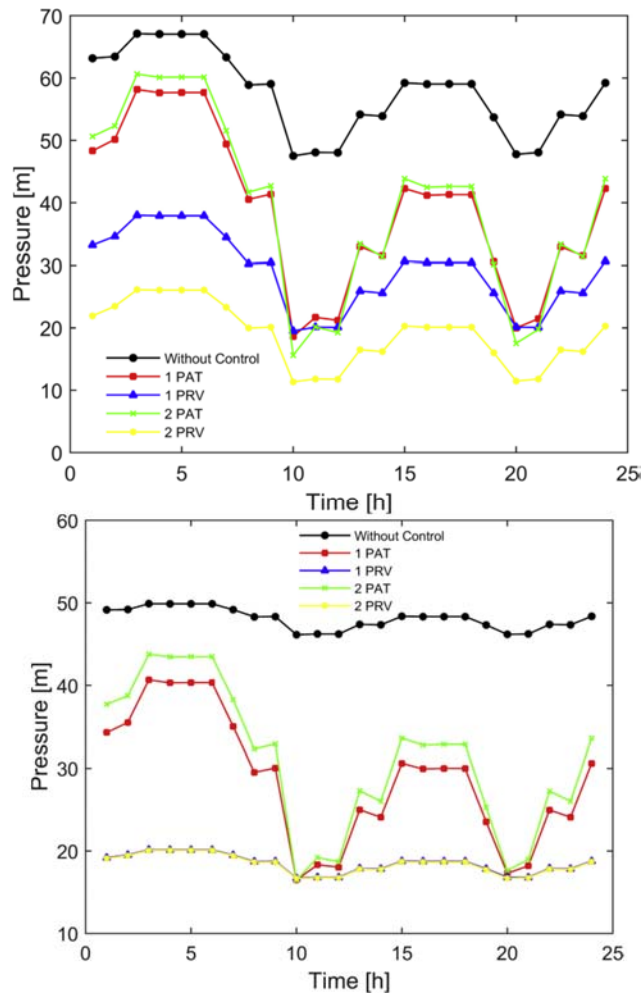 70
60
50
40
30
20
10
0
Pressure [m]
Without Control
1 PAT
1 PRV
2 PAT
2 PRV
0 5 10 15 20 25
Time [h]
60
50
40
30
20
10
Pressure [m]
Without Control
1 PAT
1 PRV
2 PAT
2 PRV
0 5 10 15 20 25
Time [h]